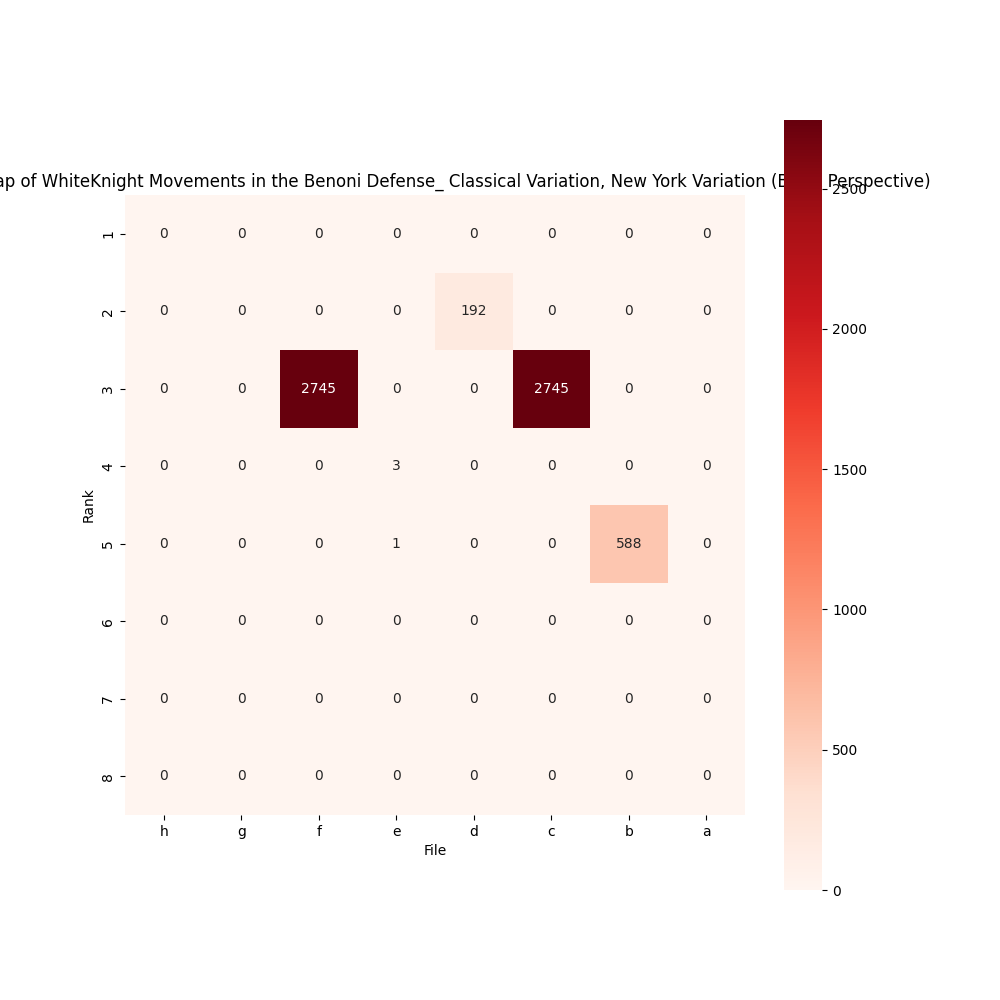 of WhiteKnight Movements in the Benoni Defense_ Classical Variation, New York Variation ( Perspective)
2500
1 0 0 0 0 0 0 0 0
2 0 0 0 0 192 0 0 0
2000
3 0 0 2745 0 0 2745 0 0
4 0 0 0 3 0 0 0 0
1500
Rank
5 0 0 0 1 0 0 588 0
1000
6 0 0 0 0 0 0 0 0
7 0 0 0 0 0 0 0 0
500
8 0 0 0 0 0 0 0 0
h g f e d c b a
File
0